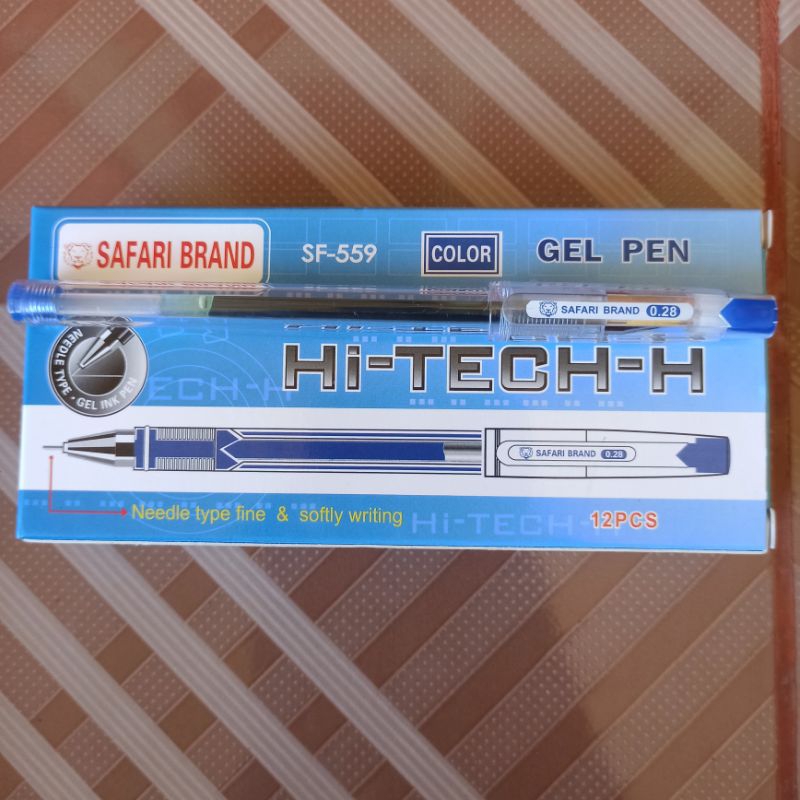 SAFARI BRAND SF-559 COLOR GEL PEN
SAFARI BRAND 0.28
NEEDLE TYPE · GEL INK PEN
Hi-TECH-H
ECH-H
SAFARI BRAND 0.28
Needle type fine & softly writing
Hi-TECH-H
12PCS